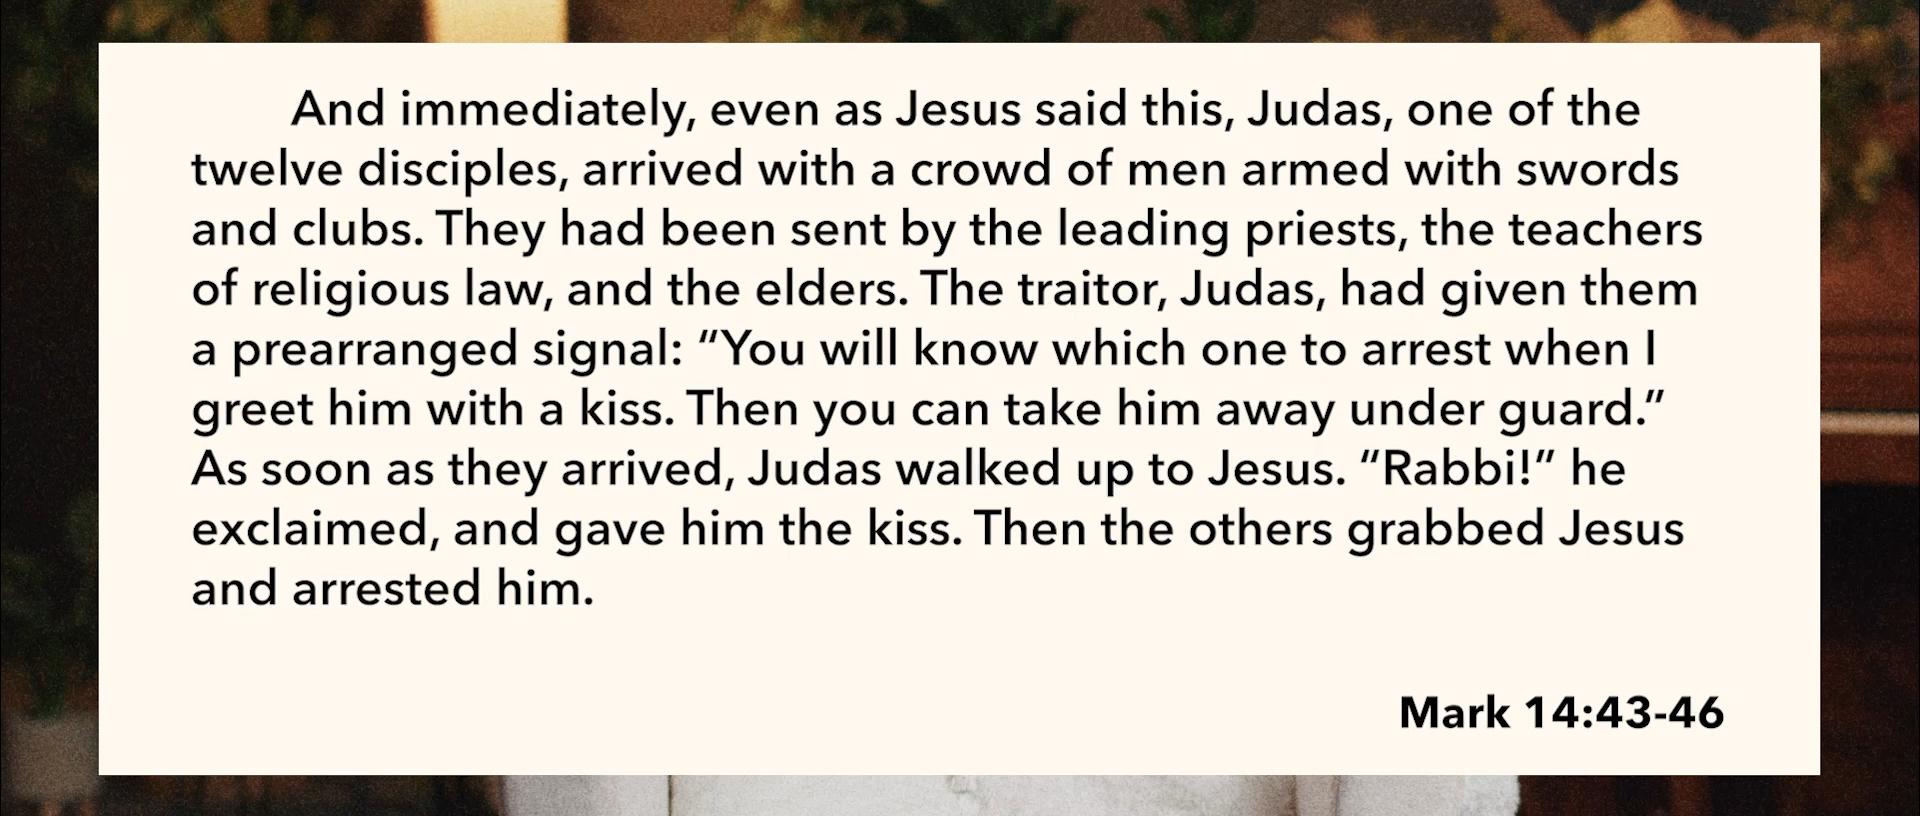 And immediately, even as Jesus said this, Judas, one of the
twelve disciples, arrived with a crowd of men armed with swords
and clubs. They had been sent by the leading priests, the teachers
of religious law, and the elders. The traitor, Judas, had given them
a prearranged signal: “You will know which one to arrest when I
greet him with a kiss. Then you can take him away under guard.”
As soon as they arrived, Judas walked up to Jesus. “Rabbi!” he
exclaimed, and gave him the kiss. Then the others grabbed Jesus
and arrested him.
Mark 14:43-46